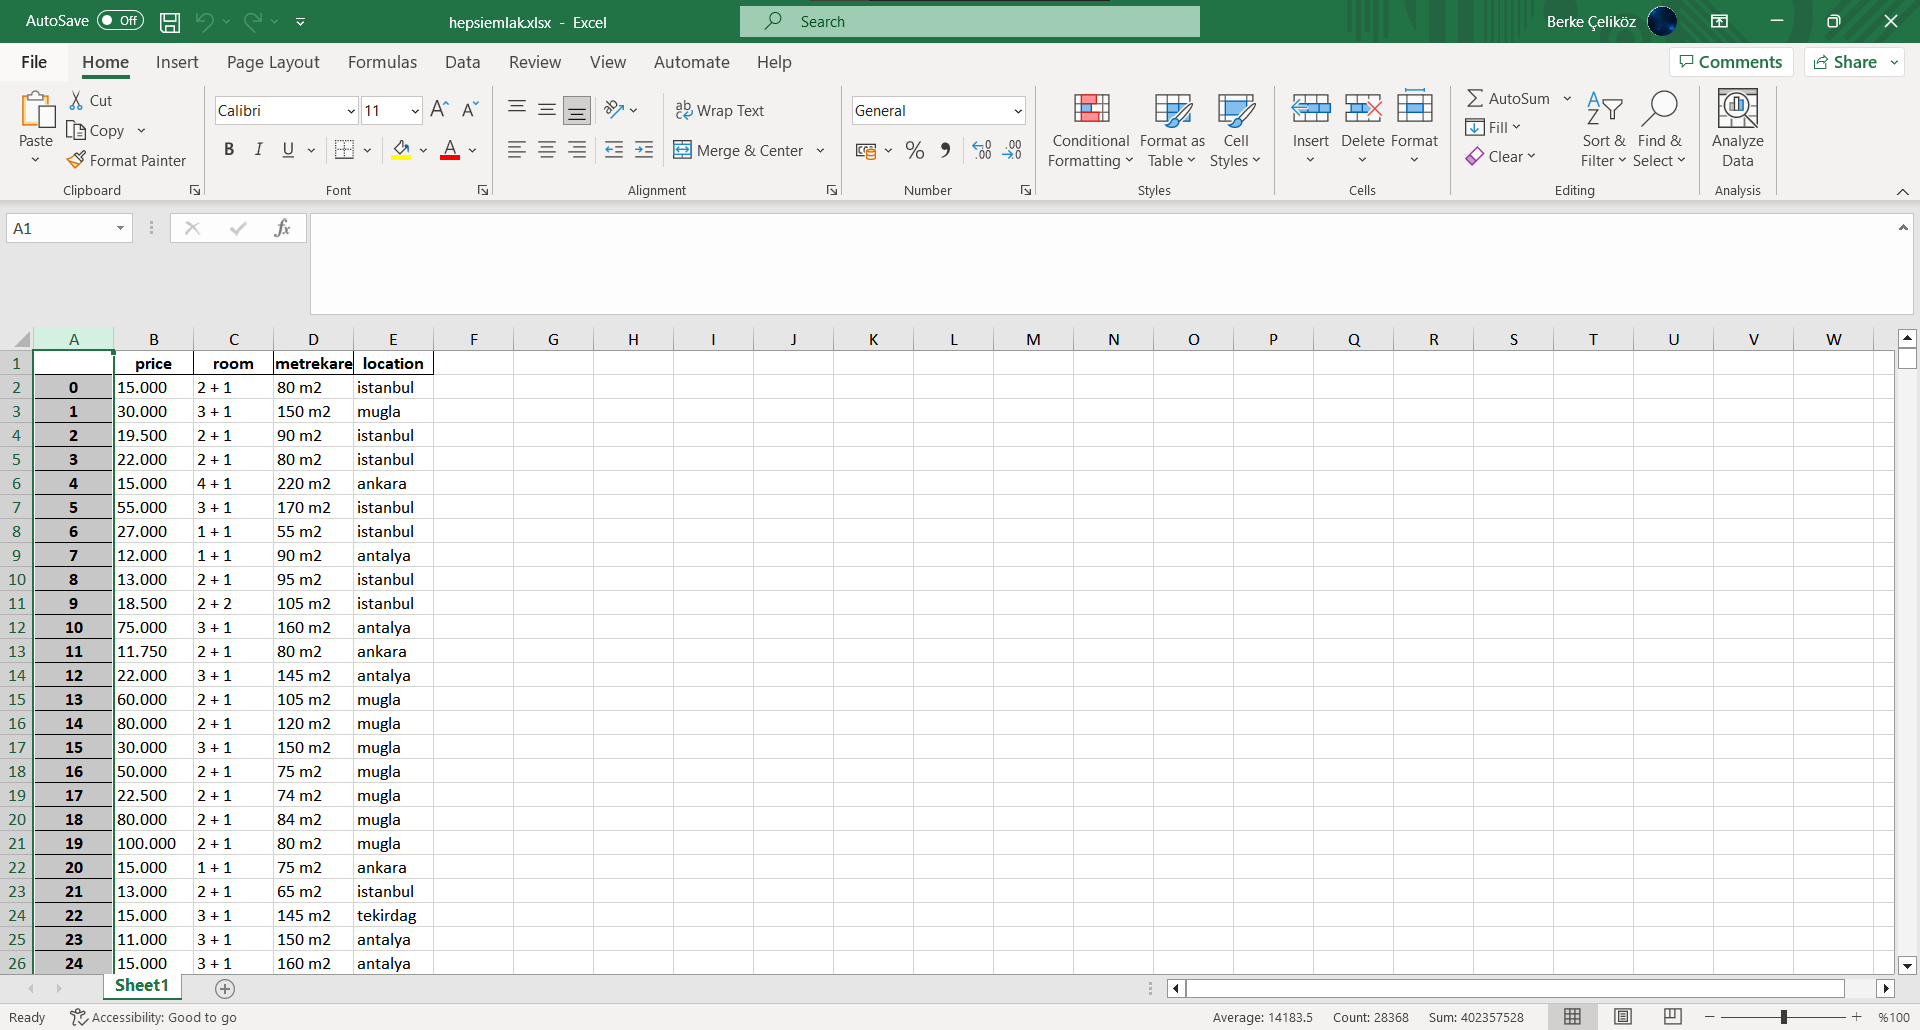 AutoSave Off hepsiemlak.xlsx - Excel Search Berke Çeliköz
File Home Insert Page Layout Formulas Data Review View Automate Help Comments Share
Paste
Cut
Copy
Format Painter
Clipboard
Calibri 11
B I U
Font
Wrap Text
Merge & Center
Alignment
General
% , .00 .0
Number
Conditional Formatting
Format as Table
Cell Styles
Styles
Insert
Delete
Format
Cells
AutoSum
Fill
Clear
Sort & Filter
Find & Select
Editing
Analyze Data
Analysis
A1 fx
A B C D E F G H I J K L M N O P Q R S T U V W
1 price room metrekare location
2 0 15.000 2 + 1 80 m2 istanbul
3 1 30.000 3 + 1 150 m2 mugla
4 2 19.500 2 + 1 90 m2 istanbul
5 3 22.000 2 + 1 80 m2 istanbul
6 4 15.000 4 + 1 220 m2 ankara
7 5 55.000 3 + 1 170 m2 istanbul
8 6 27.000 1 + 1 55 m2 istanbul
9 7 12.000 1 + 1 90 m2 antalya
10 8 13.000 2 + 1 95 m2 istanbul
11 9 18.500 2 + 2 105 m2 istanbul
12 10 75.000 3 + 1 160 m2 antalya
13 11 11.750 2 + 1 80 m2 ankara
14 12 22.000 3 + 1 145 m2 antalya
15 13 60.000 2 + 1 105 m2 mugla
16 14 80.000 2 + 1 120 m2 mugla
17 15 30.000 3 + 1 150 m2 mugla
18 16 50.000 2 + 1 75 m2 mugla
19 17 22.500 2 + 1 74 m2 mugla
20 18 80.000 2 + 1 84 m2 mugla
21 19 100.000 2 + 1 80 m2 mugla
22 20 15.000 1 + 1 75 m2 ankara
23 21 13.000 2 + 1 65 m2 istanbul
24 22 15.000 3 + 1 145 m2 tekirdag
25 23 11.000 3 + 1 150 m2 antalya
26 24 15.000 3 + 1 160 m2 antalya
Sheet1
Ready Accessibility: Good to go Average: 14183.5 Count: 28368 Sum: 402357528 %100